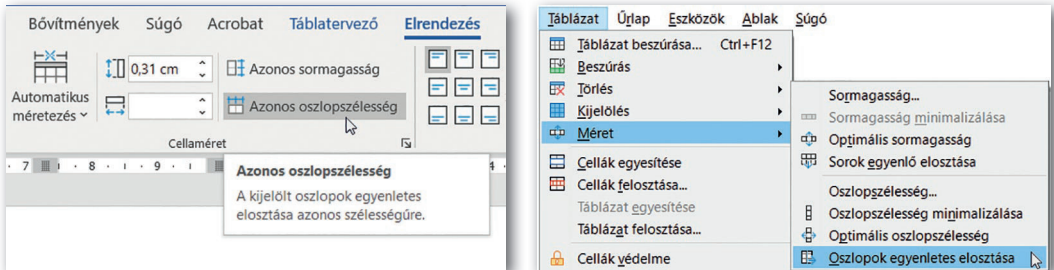 Bővítmények Súgó Acrobat Táblatervező Elrendezés
0,31 cm
Azonos sormagasság
Automatikus
méretezés
Azonos oszlopszélesség
Cellaméret
7 8 9
Azonos oszlopszélesség
A kijelölt oszlopok egyenletes
elosztása azonos szélességűre.
Táblázat Űrlap Eszközök Ablak Súgó
Táblázat beszúrása... Ctrl+F12
Beszúrás
Törlés
Kijelölés
Méret
Cellák egyesítése
Cellák felosztása...
Táblázat egyesítése
Táblázat felosztása...
Cellák védelme
Sormagasság...
Sormagasság minimalizálása
Optimális sormagasság
Sorok egyenlő elosztása
Oszlopszélesség...
Oszlopszélesség minimalizálása
Optimális oszlopszélesség
Oszlopok egyenletes elosztása